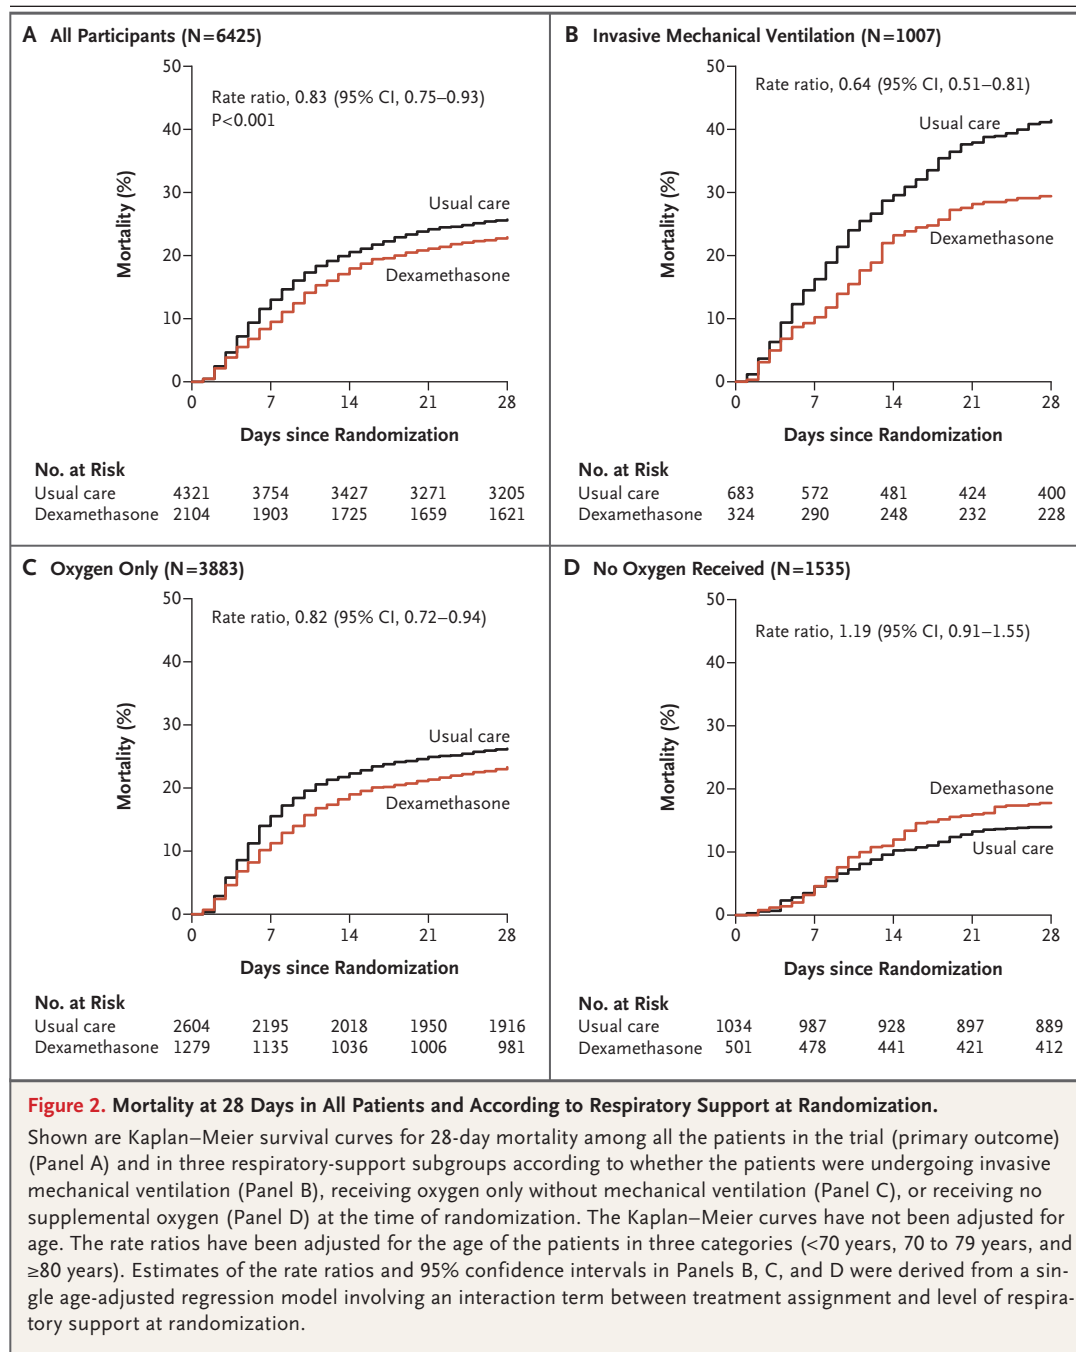 A All Participants (N=6425)
50
40
30
20
10
0
Mortality (%)
Rate ratio, 0.83 (95% CI, 0.75–0.93)
P<0.001
Usual care
Dexamethasone
0 7 14 21 28
Days since Randomization
No. at Risk
Usual care 4321 3754 3427 3271 3205
Dexamethasone 2104 1903 1725 1659 1621
B Invasive Mechanical Ventilation (N=1007)
50
40
30
20
10
0
Mortality (%)
Rate ratio, 0.64 (95% CI, 0.51–0.81)
Usual care
Dexamethasone
0 7 14 21 28
Days since Randomization
No. at Risk
Usual care 683 572 481 424 400
Dexamethasone 324 290 248 232 228
C Oxygen Only (N=3883)
50
40
30
20
10
0
Mortality (%)
Rate ratio, 0.82 (95% CI, 0.72–0.94)
Usual care
Dexamethasone
0 7 14 21 28
Days since Randomization
No. at Risk
Usual care 2604 2195 2018 1950 1916
Dexamethasone 1279 1135 1036 1006 981
D No Oxygen Received (N=1535)
50
40
30
20
10
0
Mortality (%)
Rate ratio, 1.19 (95% CI, 0.91–1.55)
Dexamethasone
Usual care
0 7 14 21 28
Days since Randomization
No. at Risk
Usual care 1034 987 928 897 889
Dexamethasone 501 478 441 421 412
Figure 2. Mortality at 28 Days in All Patients and According to Respiratory Support at Randomization.
Shown are Kaplan–Meier survival curves for 28-day mortality among all the patients in the trial (primary outcome)
(Panel A) and in three respiratory-support subgroups according to whether the patients were undergoing invasive
mechanical ventilation (Panel B), receiving oxygen only without mechanical ventilation (Panel C), or receiving no
supplemental oxygen (Panel D) at the time of randomization. The Kaplan–Meier curves have not been adjusted for
age. The rate ratios have been adjusted for the age of the patients in three categories (<70 years, 70 to 79 years, and
≥80 years). Estimates of the rate ratios and 95% confidence intervals in Panels B, C, and D were derived from a sin-
gle age-adjusted regression model involving an interaction term between treatment assignment and level of respira-
tory support at randomization.